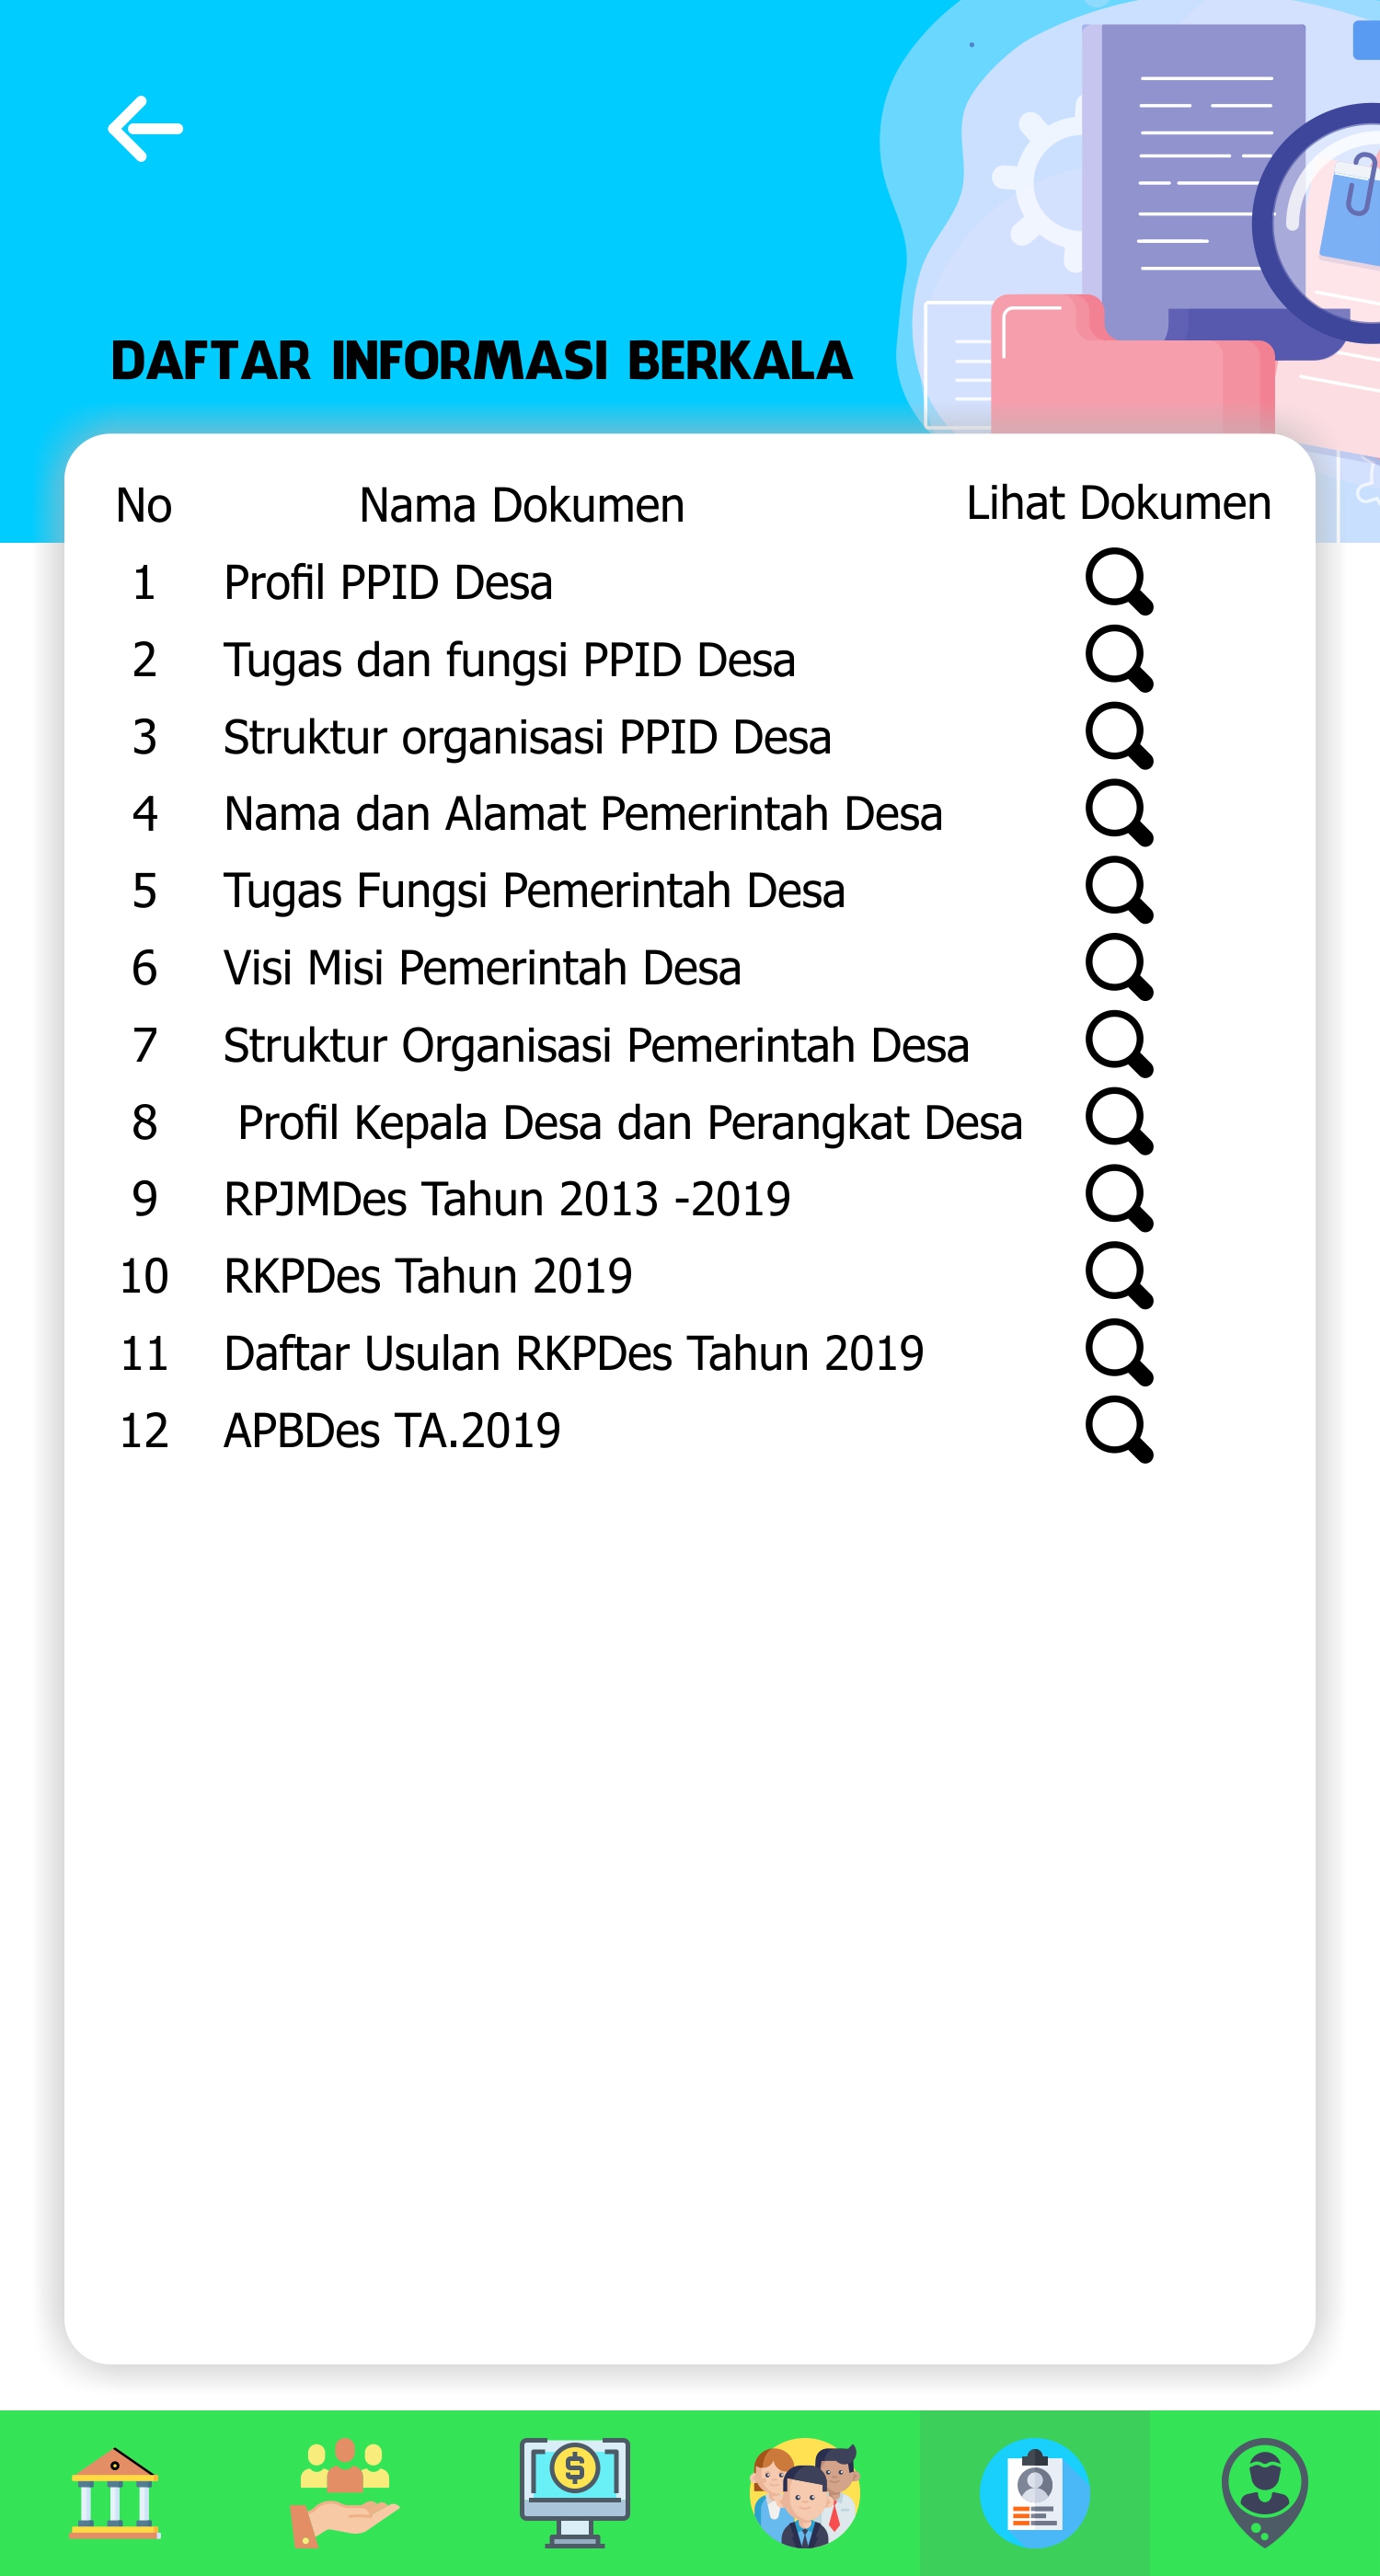 DAFTAR INFORMASI BERKALA
No Nama Dokumen Lihat Dokumen
1 Profil PPID Desa
2 Tugas dan fungsi PPID Desa
3 Struktur organisasi PPID Desa
4 Nama dan Alamat Pemerintah Desa
5 Tugas Fungsi Pemerintah Desa
6 Visi Misi Pemerintah Desa
7 Struktur Organisasi Pemerintah Desa
8 Profil Kepala Desa dan Perangkat Desa
9 RPJMDes Tahun 2013 -2019
10 RKPDes Tahun 2019
11 Daftar Usulan RKPDes Tahun 2019
12 APBDes TA.2019
$